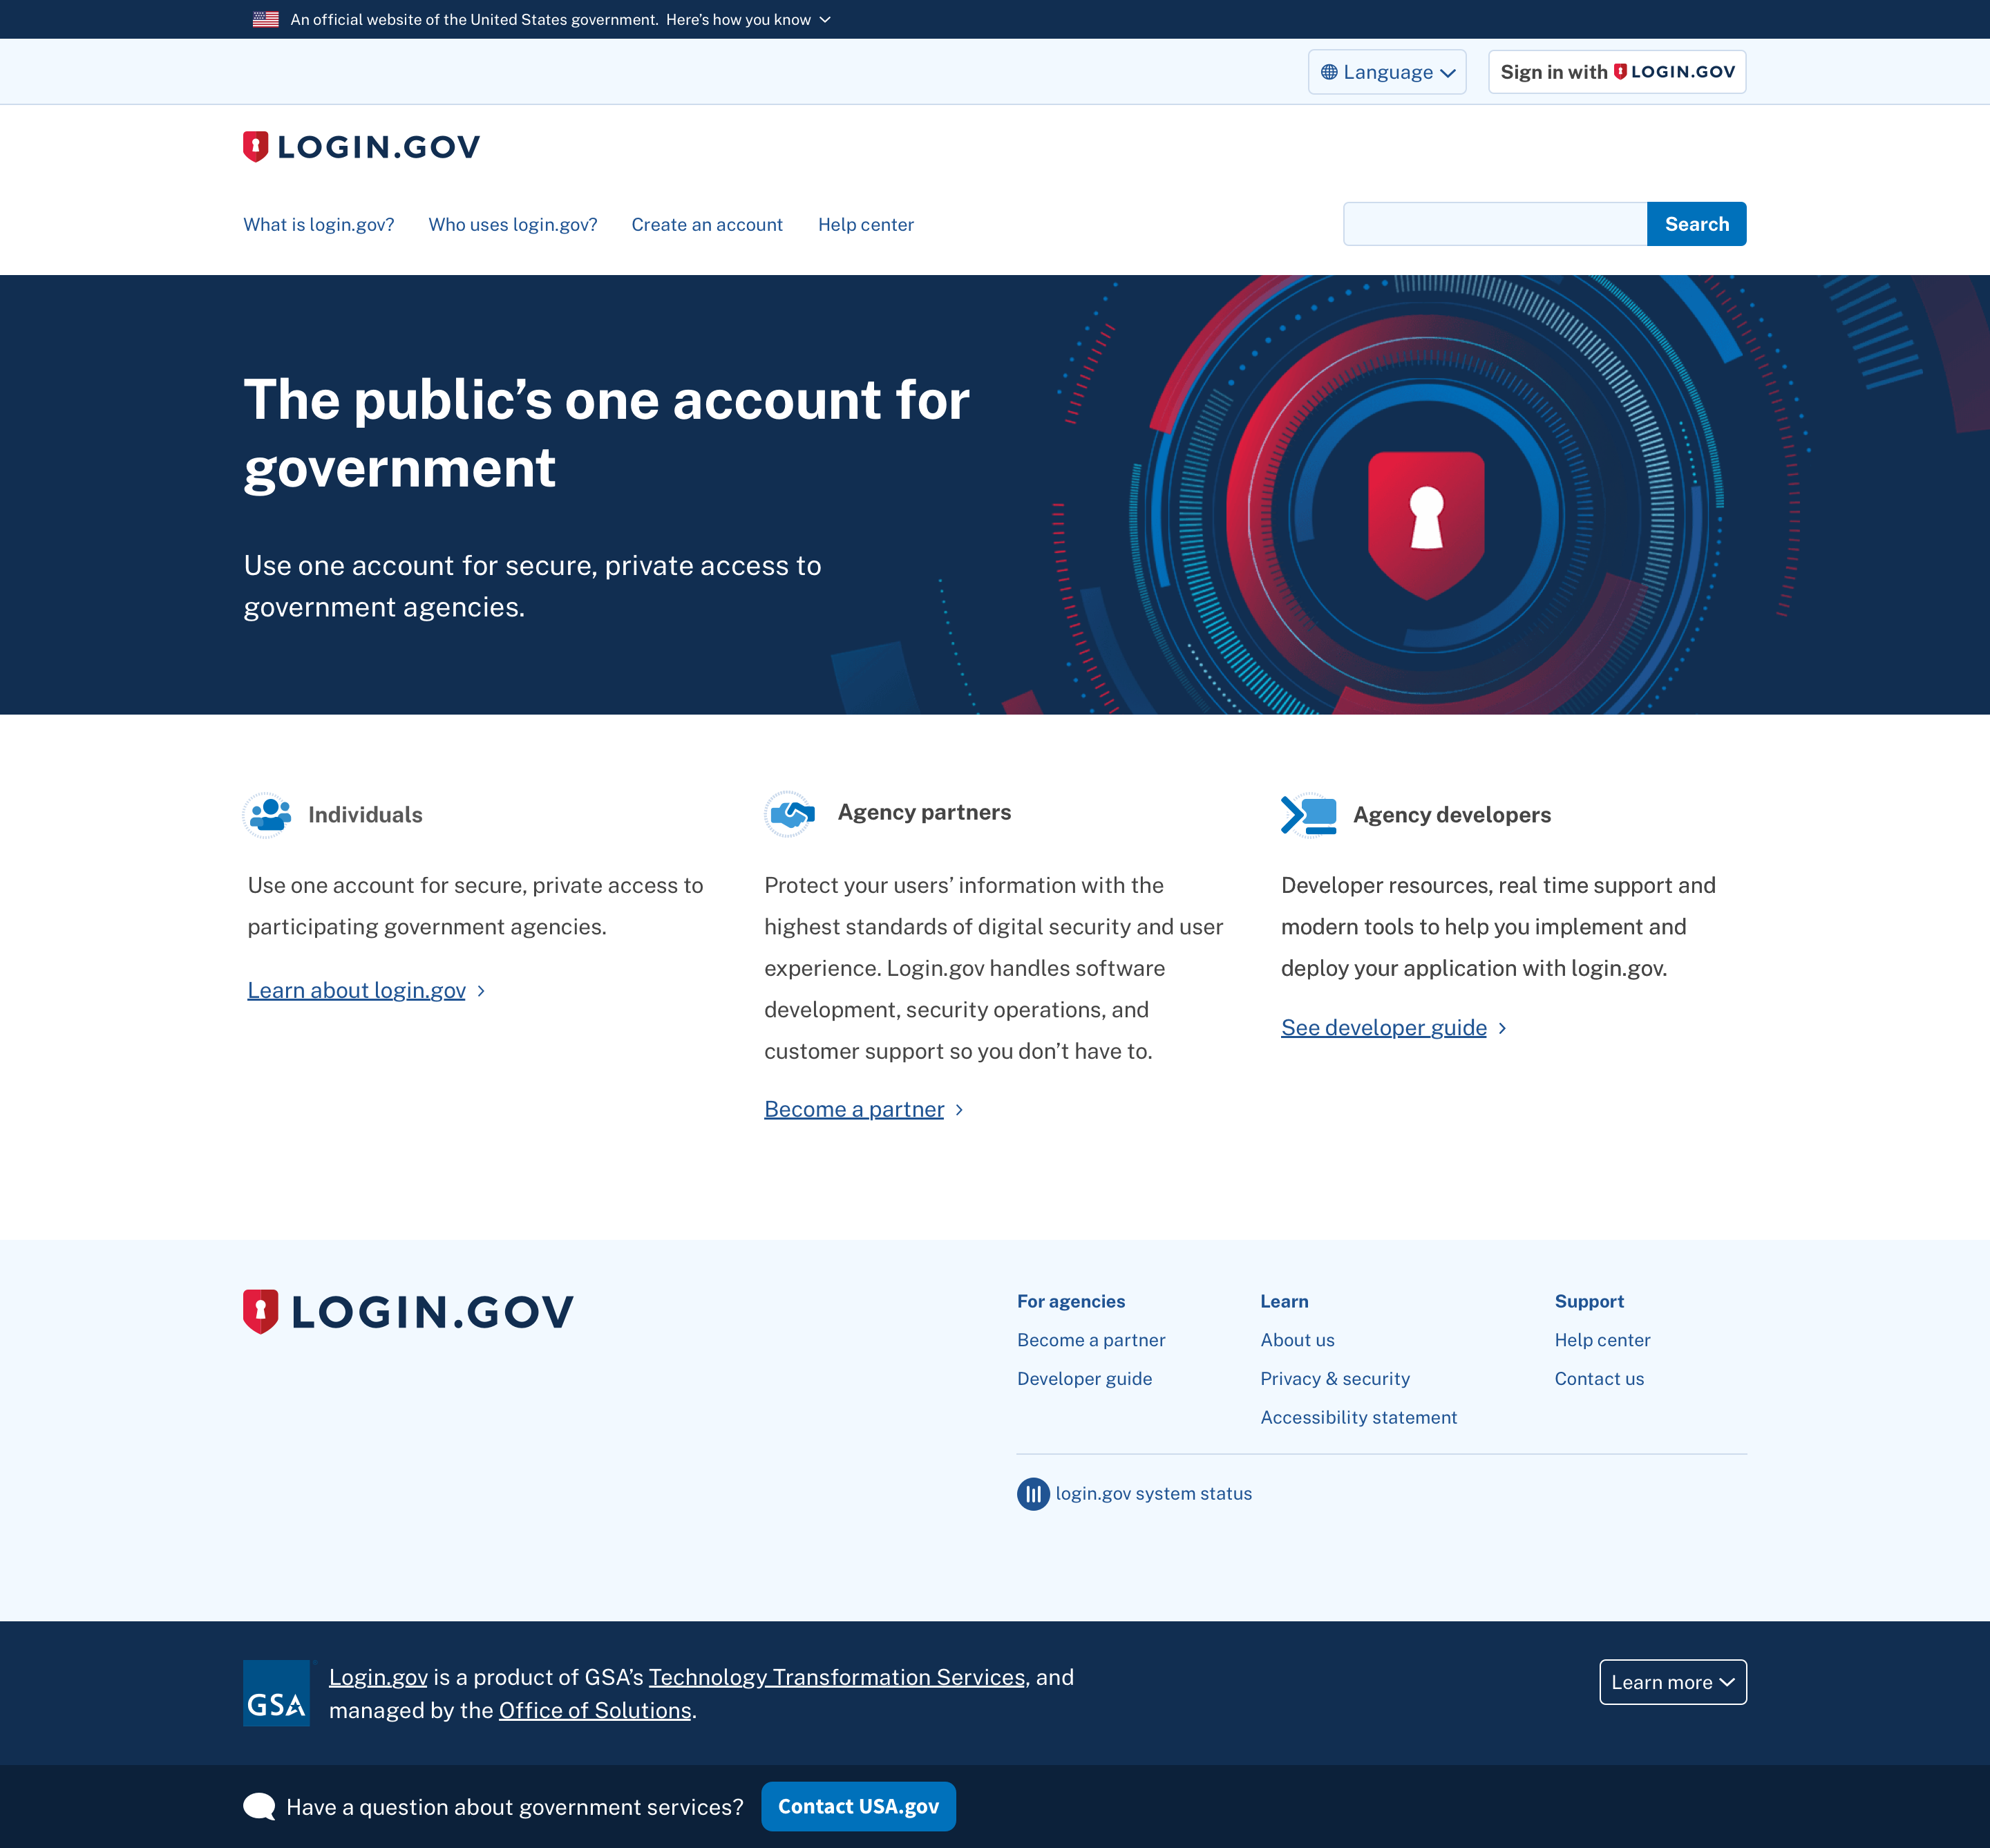 An official website of the United States government. Here’s how you know
Language
Sign in with LOGIN.GOV
LOGIN.GOV
What is login.gov? Who uses login.gov? Create an account Help center
Search
The public’s one account for
government
Use one account for secure, private access to
government agencies.
Individuals
Use one account for secure, private access to
participating government agencies.
Learn about login.gov
Agency partners
Protect your users’ information with the
highest standards of digital security and user
experience. Login.gov handles software
development, security operations, and
customer support so you don’t have to.
Become a partner
Agency developers
Developer resources, real time support and
modern tools to help you implement and
deploy your application with login.gov.
See developer guide
LOGIN.GOV
For agencies
Become a partner
Developer guide
Learn
About us
Privacy & security
Accessibility statement
Support
Help center
Contact us
login.gov system status
GSA
Login.gov is a product of GSA’s Technology Transformation Services, and
managed by the Office of Solutions.
Learn more
Have a question about government services?
Contact USA.gov